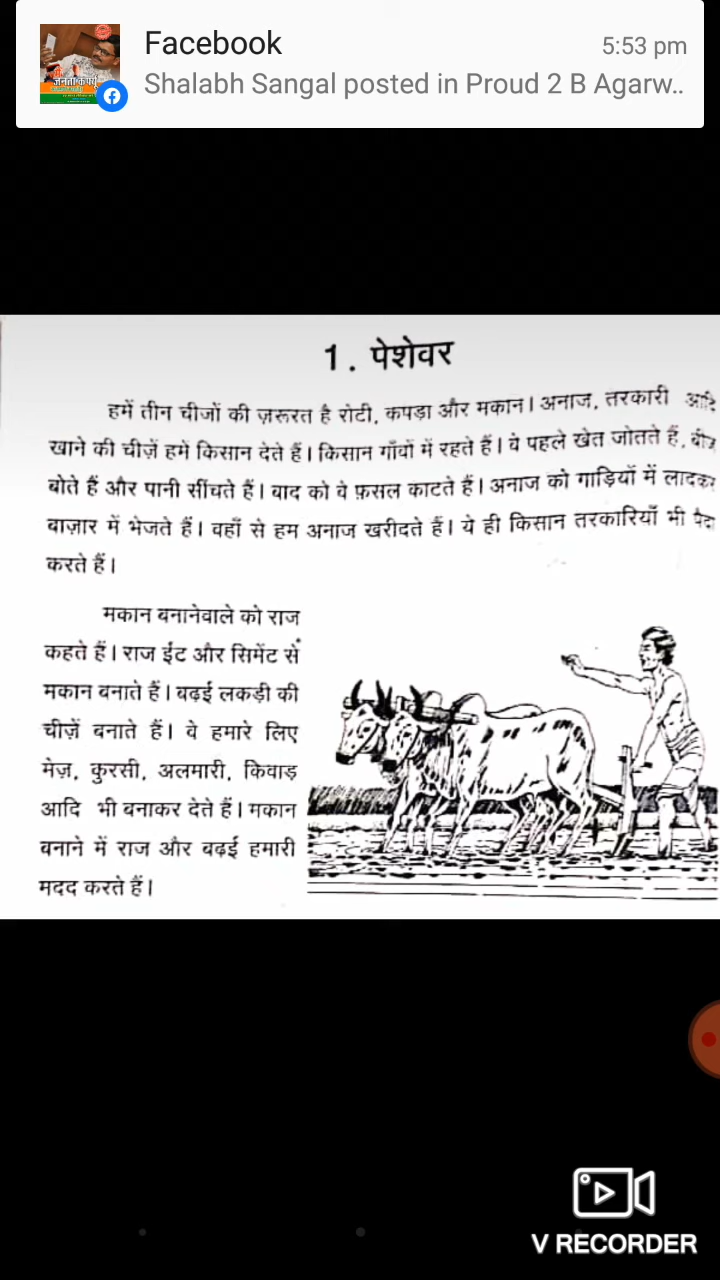 Facebook
5:53 pm
Shalabh Sangal posted in Proud 2 B Agarw..
1. पेशेवर
हमें तीन चीजों की ज़रूरत है रोटी, कपड़ा और मकान। अनाज, तरकारी आदि
खाने की चीज़ें हमें किसान देते हैं। किसान गाँवों में रहते हैं। वे पहले खेत जोतते हैं, बीज
बोते हैं और पानी सींचते हैं। बाद को वे फ़सल काटते हैं। अनाज को गाड़ियों में लादकर
बाज़ार में भेजते हैं। वहाँ से हम अनाज खरीदते हैं। ये ही किसान तरकारियाँ भी पैदा
करते हैं।
मकान बनानेवाले को राज
कहते हैं। राज ईंट और सिमेंट से
मकान बनाते हैं। बढ़ई लकड़ी की
चीज़ें बनाते हैं। वे हमारे लिए
मेज़, कुरसी, अलमारी, किवाड़
आदि भी बनाकर देते हैं। मकान
बनाने में राज और बढ़ई हमारी
मदद करते हैं।
V RECORDER